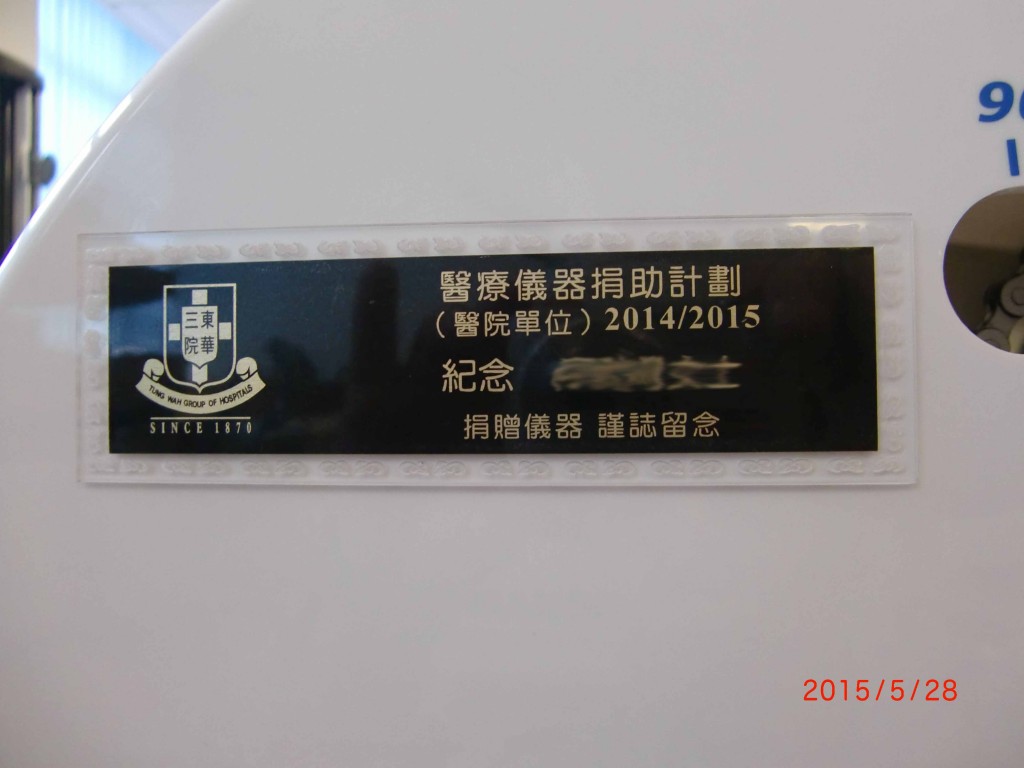 三東
院華
TUNG WAH GROUP OF HOSPITALS
SINCE 1870
醫療儀器捐助計劃
(醫院單位) 2014/2015
紀念
捐贈儀器 謹誌留念
2015/5/28